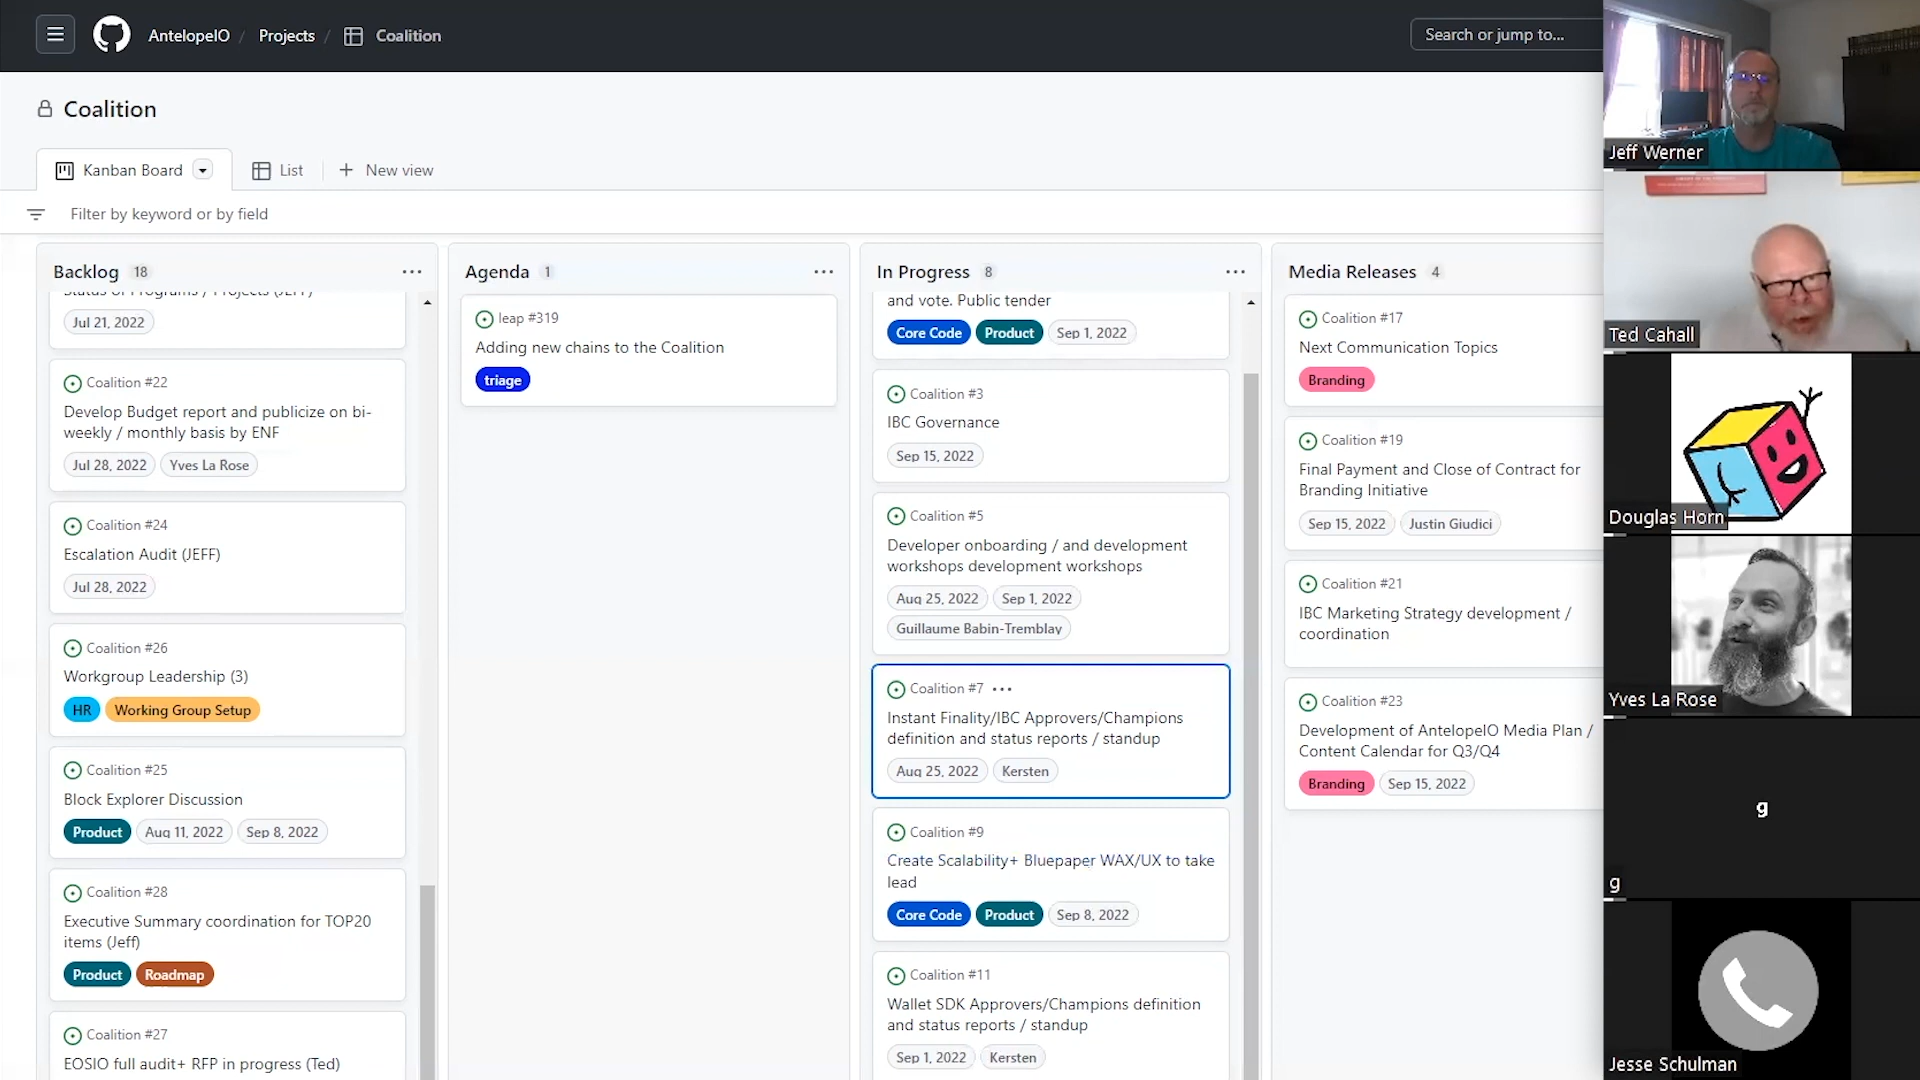 AntelopeIO / Projects / Coalition
Search or jump to...
Coalition
Kanban Board
List
New view
Filter by keyword or by field
Backlog 18
Status of Programs / Projects (JEFF)
Jul 21, 2022
Coalition #22
Develop Budget report and publicize on bi-
weekly / monthly basis by ENF
Jul 28, 2022 Yves La Rose
Coalition #24
Escalation Audit (JEFF)
Jul 28, 2022
Coalition #26
Workgroup Leadership (3)
HR Working Group Setup
Coalition #25
Block Explorer Discussion
Product Aug 11, 2022 Sep 8, 2022
Coalition #28
Executive Summary coordination for TOP20
items (Jeff)
Product Roadmap
Coalition #27
EOSIO full audit+ RFP in progress (Ted)
Agenda 1
leap #319
Adding new chains to the Coalition
triage
In Progress 8
and vote. Public tender
Core Code Product Sep 1, 2022
Coalition #3
IBC Governance
Sep 15, 2022
Coalition #5
Developer onboarding / and development
workshops development workshops
Aug 25, 2022 Sep 1, 2022
Guillaume Babin-Tremblay
Coalition #7
Instant Finality/IBC Approvers/Champions
definition and status reports / standup
Aug 25, 2022 Kersten
Coalition #9
Create Scalability+ Bluepaper WAX/UX to take
lead
Core Code Product Sep 8, 2022
Coalition #11
Wallet SDK Approvers/Champions definition
and status reports / standup
Sep 1, 2022 Kersten
Media Releases 4
Coalition #17
Next Communication Topics
Branding
Coalition #19
Final Payment and Close of Contract for
Branding Initiative
Sep 15, 2022 Justin Giudici
Coalition #21
IBC Marketing Strategy development /
coordination
Coalition #23
Development of AntelopeIO Media Plan /
Content Calendar for Q3/Q4
Branding Sep 15, 2022
Jeff Werner
Ted Cahall
Douglas Horn
Yves La Rose
g
g
Jesse Schulman